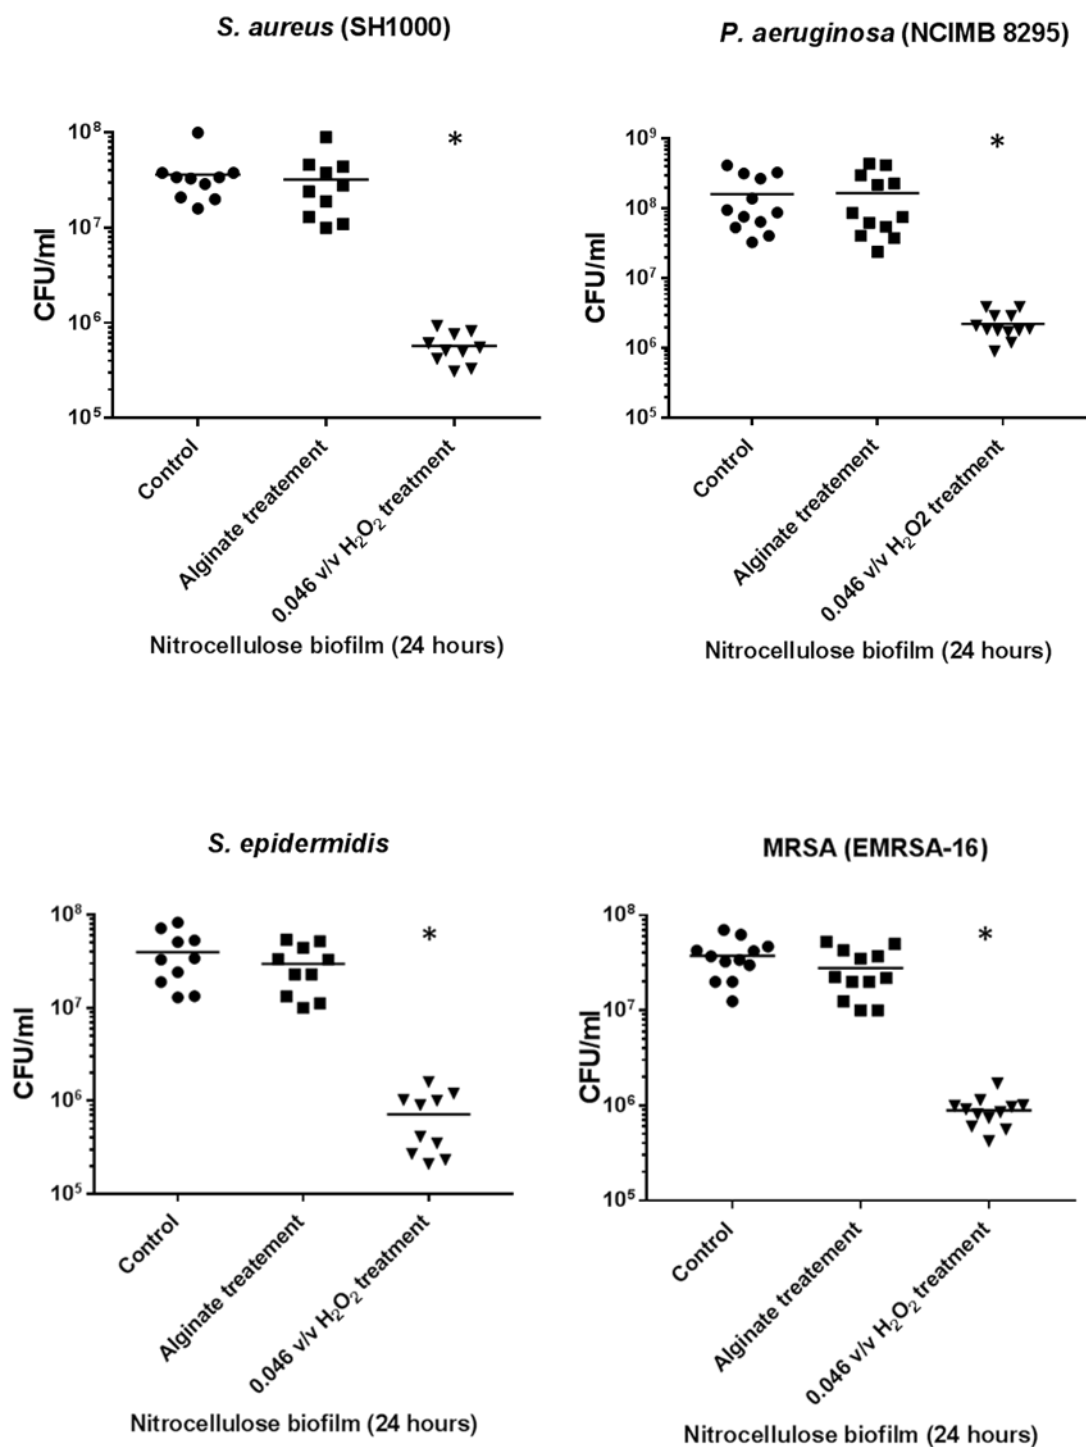 S. aureus (SH1000)
CFU/ml
10⁸
10⁷
10⁶
10⁵
*
Control
Alginate treatement
0.046 v/v H₂O₂ treatment
Nitrocellulose biofilm (24 hours)
P. aeruginosa (NCIMB 8295)
CFU/ml
10⁹
10⁸
10⁷
10⁶
10⁵
*
Control
Alginate treatement
0.046 v/v H₂O2 treatment
Nitrocellulose biofilm (24 hours)
S. epidermidis
CFU/ml
10⁸
10⁷
10⁶
10⁵
*
Control
Alginate treatement
0.046 v/v H₂O₂ treatment
Nitrocellulose biofilm (24 hours)
MRSA (EMRSA-16)
CFU/ml
10⁸
10⁷
10⁶
10⁵
*
Control
Alginate treatement
0.046 v/v H₂O₂ treatment
Nitrocellulose biofilm (24 hours)